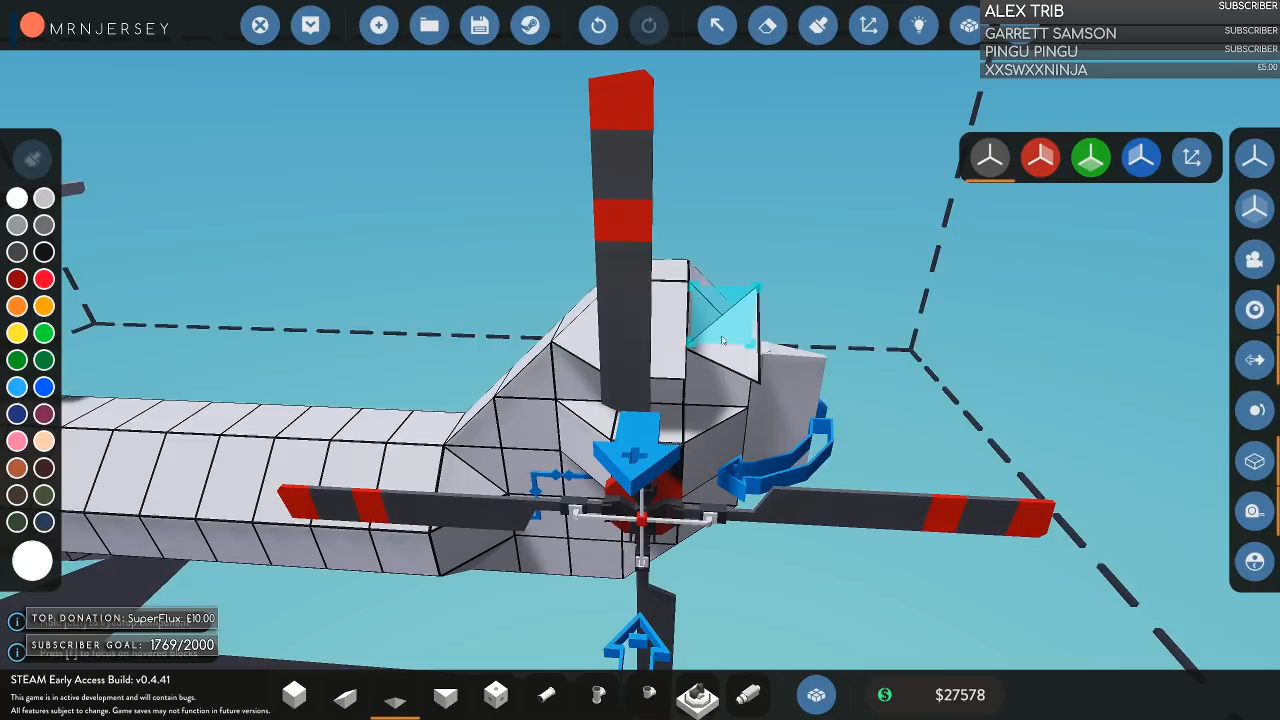 MRNJERSEY
ALEX TRIB SUBSCRIBER
GARRETT SAMSON SUBSCRIBER
PINGU PINGU SUBSCRIBER
XXSWXXNINJA £5.00
TOP DONATION: SuperFlux: £10.00
SUBSCRIBER GOAL: 1769/2000
STEAM Early Access Build: v0.4.41
This game is in active development and will contain bugs.
All features subject to change. Game saves may not function in future versions.
$ $27578